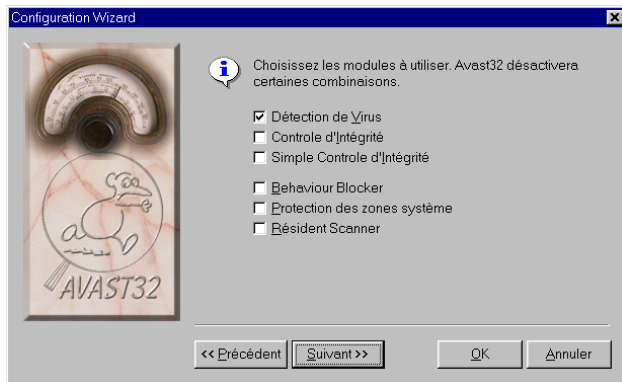 Configuration Wizard
Choisissez les modules à utiliser. Avast32 désactivera
certaines combinaisons.
Détection de Virus
Controle d'Intégrité
Simple Controle d'Intégrité
Behaviour Blocker
Protection des zones système
Résident Scanner
AVAST32
<< Précédent
Suivant >>
OK
Annuler